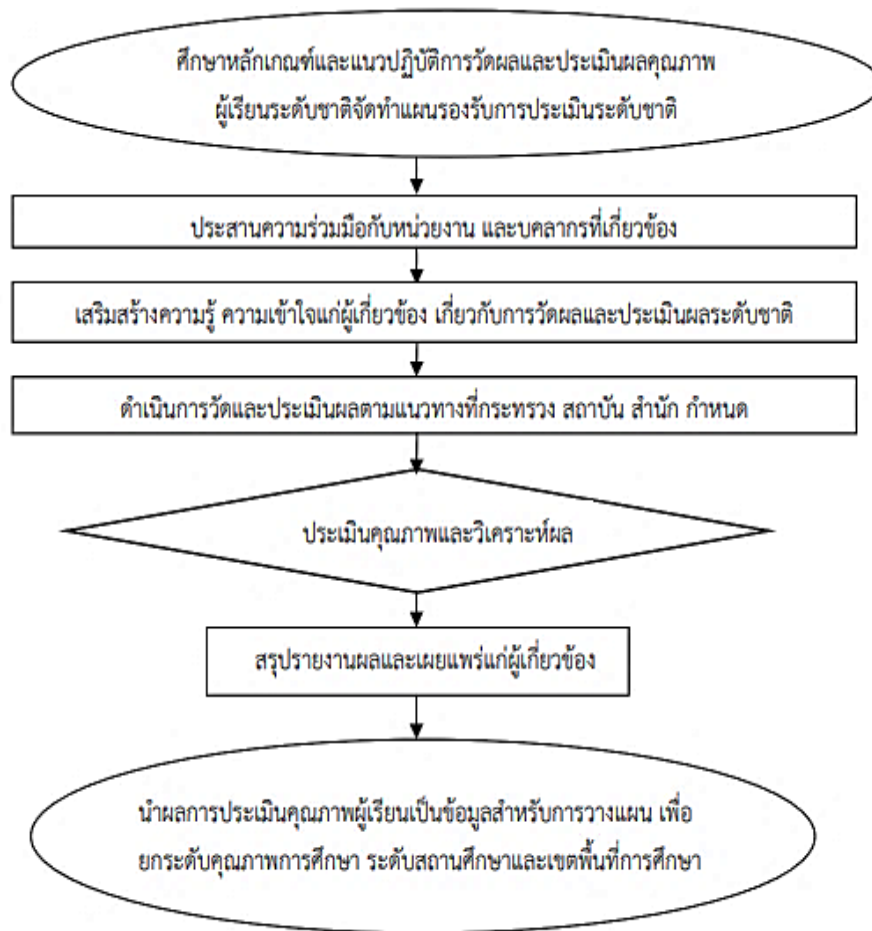 ศึกษาหลักเกณฑ์และแนวปฏิบัติการวัดผลและประเมินผลคุณภาพ
ผู้เรียนระดับชาติจัดทำแผนรองรับการประเมินระดับชาติ
ประสานความร่วมมือกับหน่วยงาน และบคลากรที่เกี่ยวข้อง
เสริมสร้างความรู้ ความเข้าใจแก่ผู้เกี่ยวข้อง เกี่ยวกับการวัดผลและประเมินผลระดับชาติ
ดำเนินการวัดและประเมินผลตามแนวทางที่กระทรวง สถาบัน สำนัก กำหนด
ประเมินคุณภาพและวิเคราะห์ผล
สรุปรายงานผลและเผยแพร่แก่ผู้เกี่ยวข้อง
นำผลการประเมินคุณภาพผู้เรียนเป็นข้อมูลสำหรับการวางแผน เพื่อ
ยกระดับคุณภาพการศึกษา ระดับสถานศึกษาและเขตพื้นที่การศึกษา